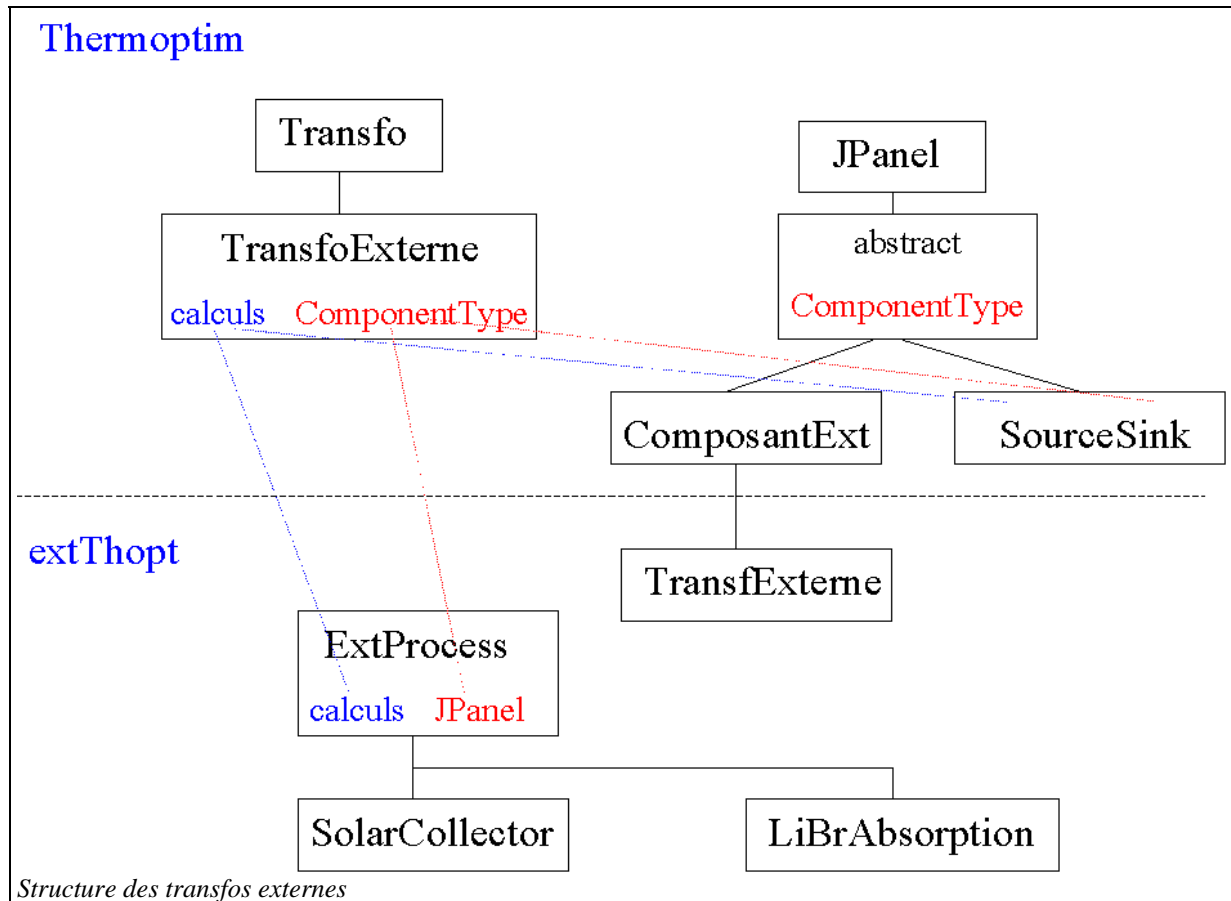 Thermoptim
Transfo
JPanel
TransfoExterne
calculs ComponentType
abstract
ComponentType
ComposantExt
SourceSink
extThopt
TransfExterne
ExtProcess
calculs JPanel
SolarCollector
LiBrAbsorption
Structure des transfos externes